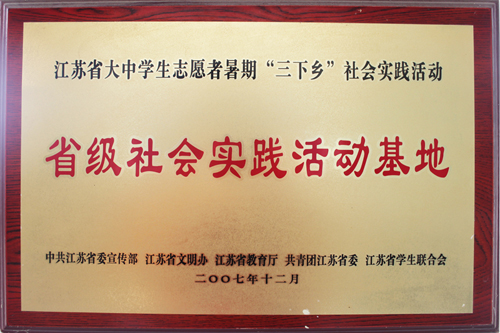 江苏省大中学生志愿者暑期“三下乡”社会实践活动
省级社会实践活动基地
中共江苏省委宣传部 江苏省文明办 江苏省教育厅 共青团江苏省委 江苏省学生联合会
二〇〇七年十二月